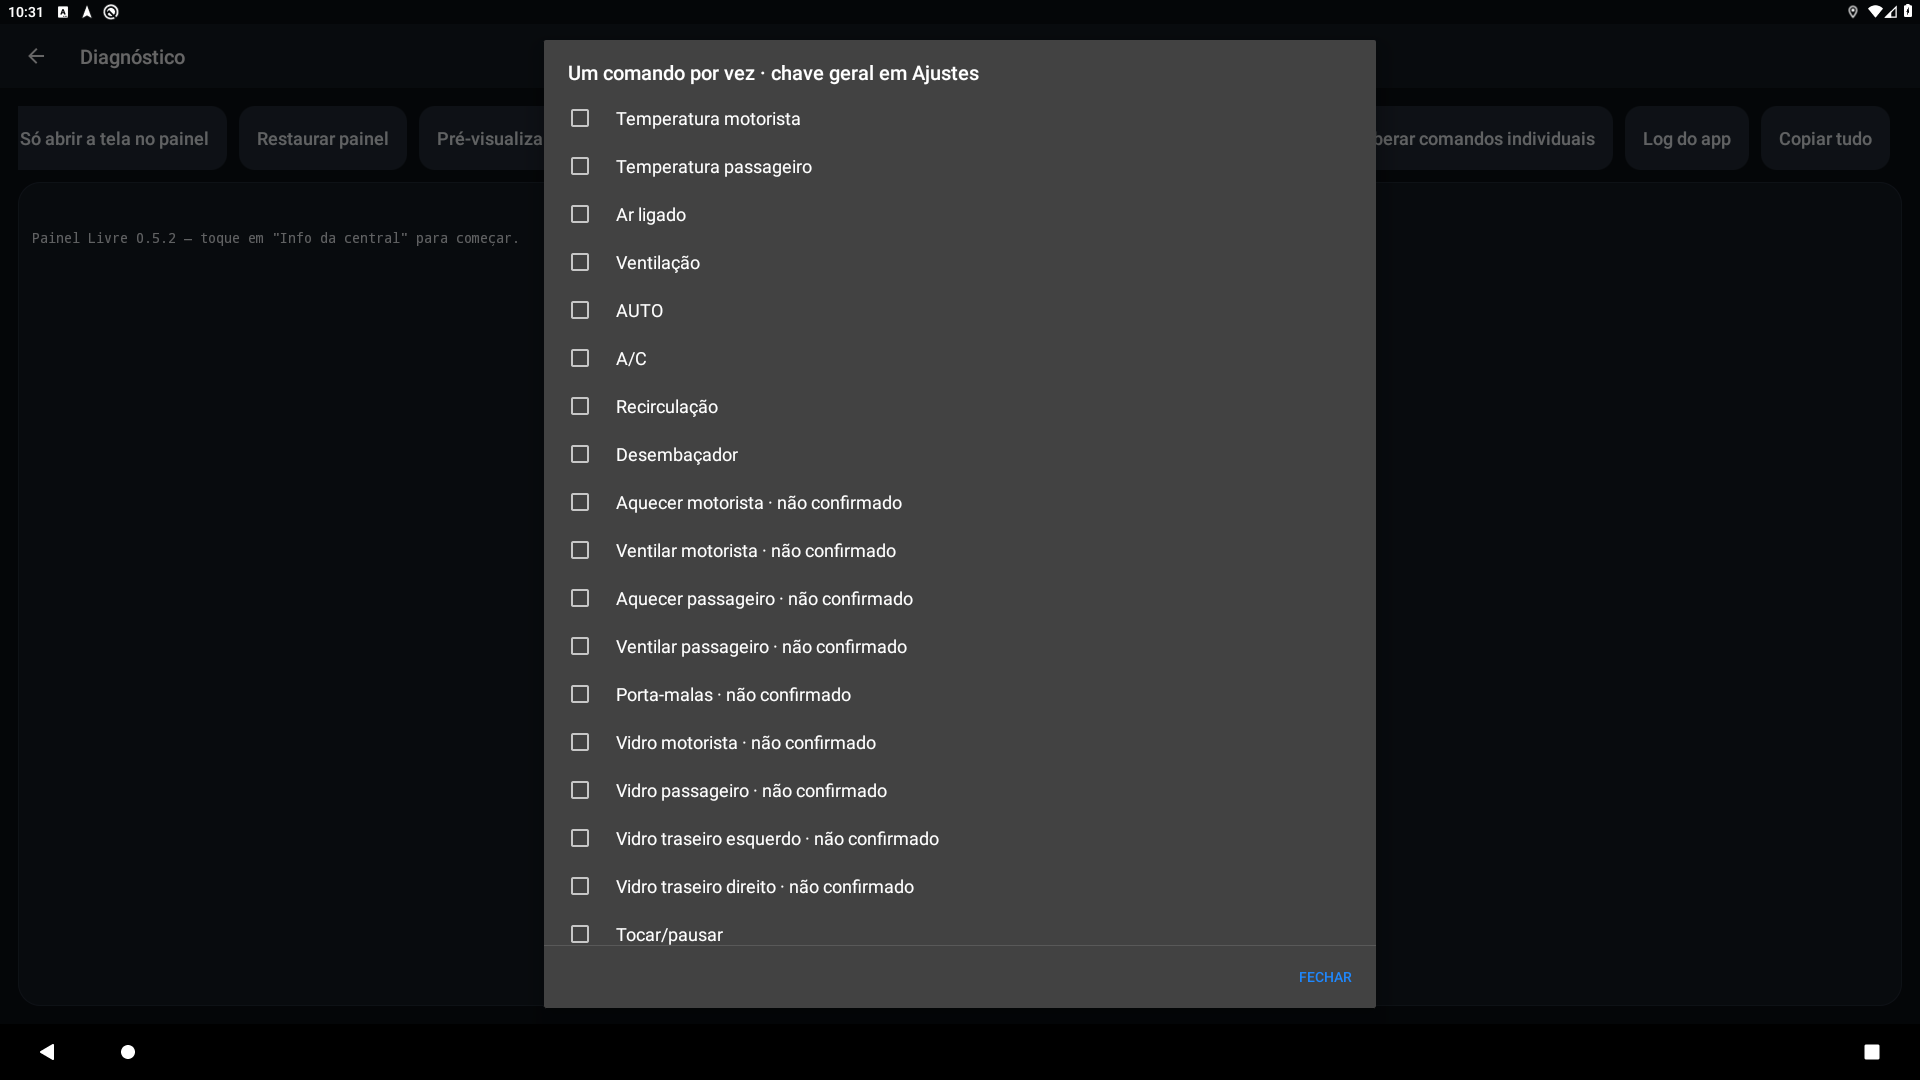 10:31
Diagnóstico
Só abrir a tela no painel
Restaurar painel
Pré-visualiza
perar comandos individuais
Log do app
Copiar tudo
Painel Livre 0.5.2 — toque em "Info da central" para começar.
Um comando por vez · chave geral em Ajustes
Temperatura motorista
Temperatura passageiro
Ar ligado
Ventilação
AUTO
A/C
Recirculação
Desembaçador
Aquecer motorista · não confirmado
Ventilar motorista · não confirmado
Aquecer passageiro · não confirmado
Ventilar passageiro · não confirmado
Porta-malas · não confirmado
Vidro motorista · não confirmado
Vidro passageiro · não confirmado
Vidro traseiro esquerdo · não confirmado
Vidro traseiro direito · não confirmado
Tocar/pausar
FECHAR